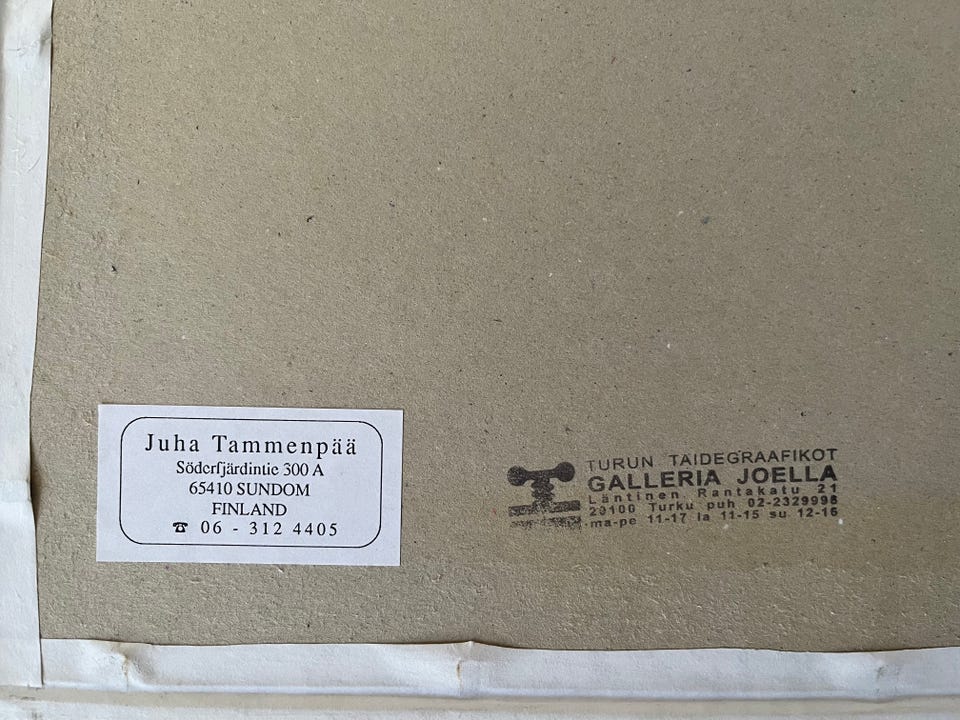 Juha Tammenpää
Söderfjärdintie 300 A
65410 SUNDOM
FINLAND
☎ 06 - 312 4405
TURUN TAIDEGRAAFIKOT
GALLERIA JOELLA
Läntinen Rantakatu 21
20100 Turku puh 02-2329998
ma-pe 11-17 la 11-15 su 12-16